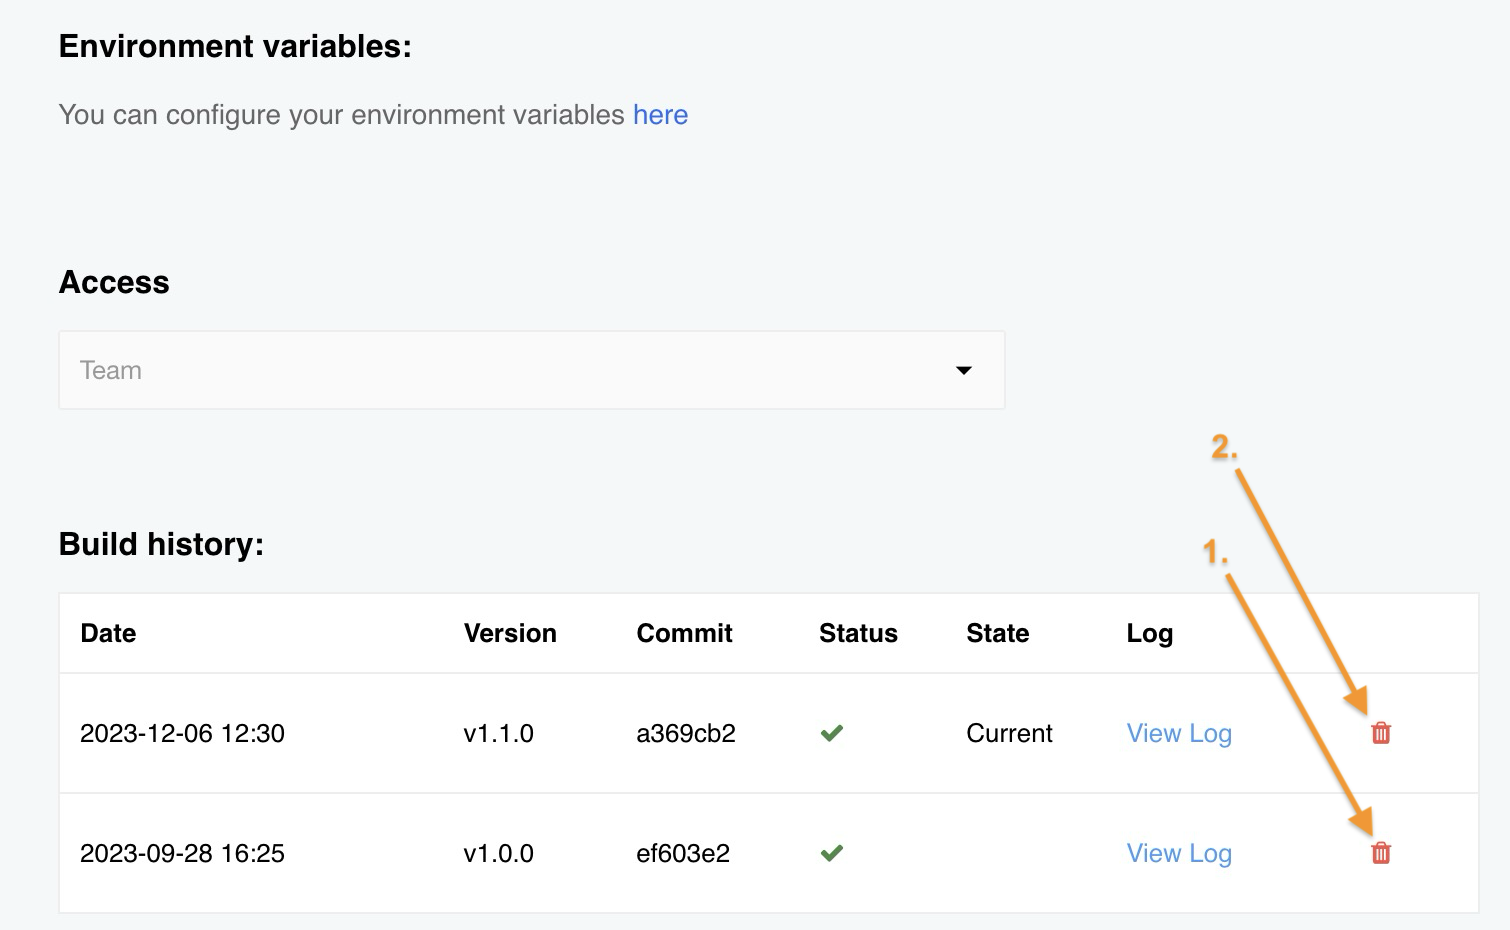 Environment variables:
You can configure your environment variables here
Access
Team
2.
Build history:
1.
Date Version Commit Status State Log
2023-12-06 12:30 v1.1.0 a369cb2 Current View Log
2023-09-28 16:25 v1.0.0 ef603e2 View Log